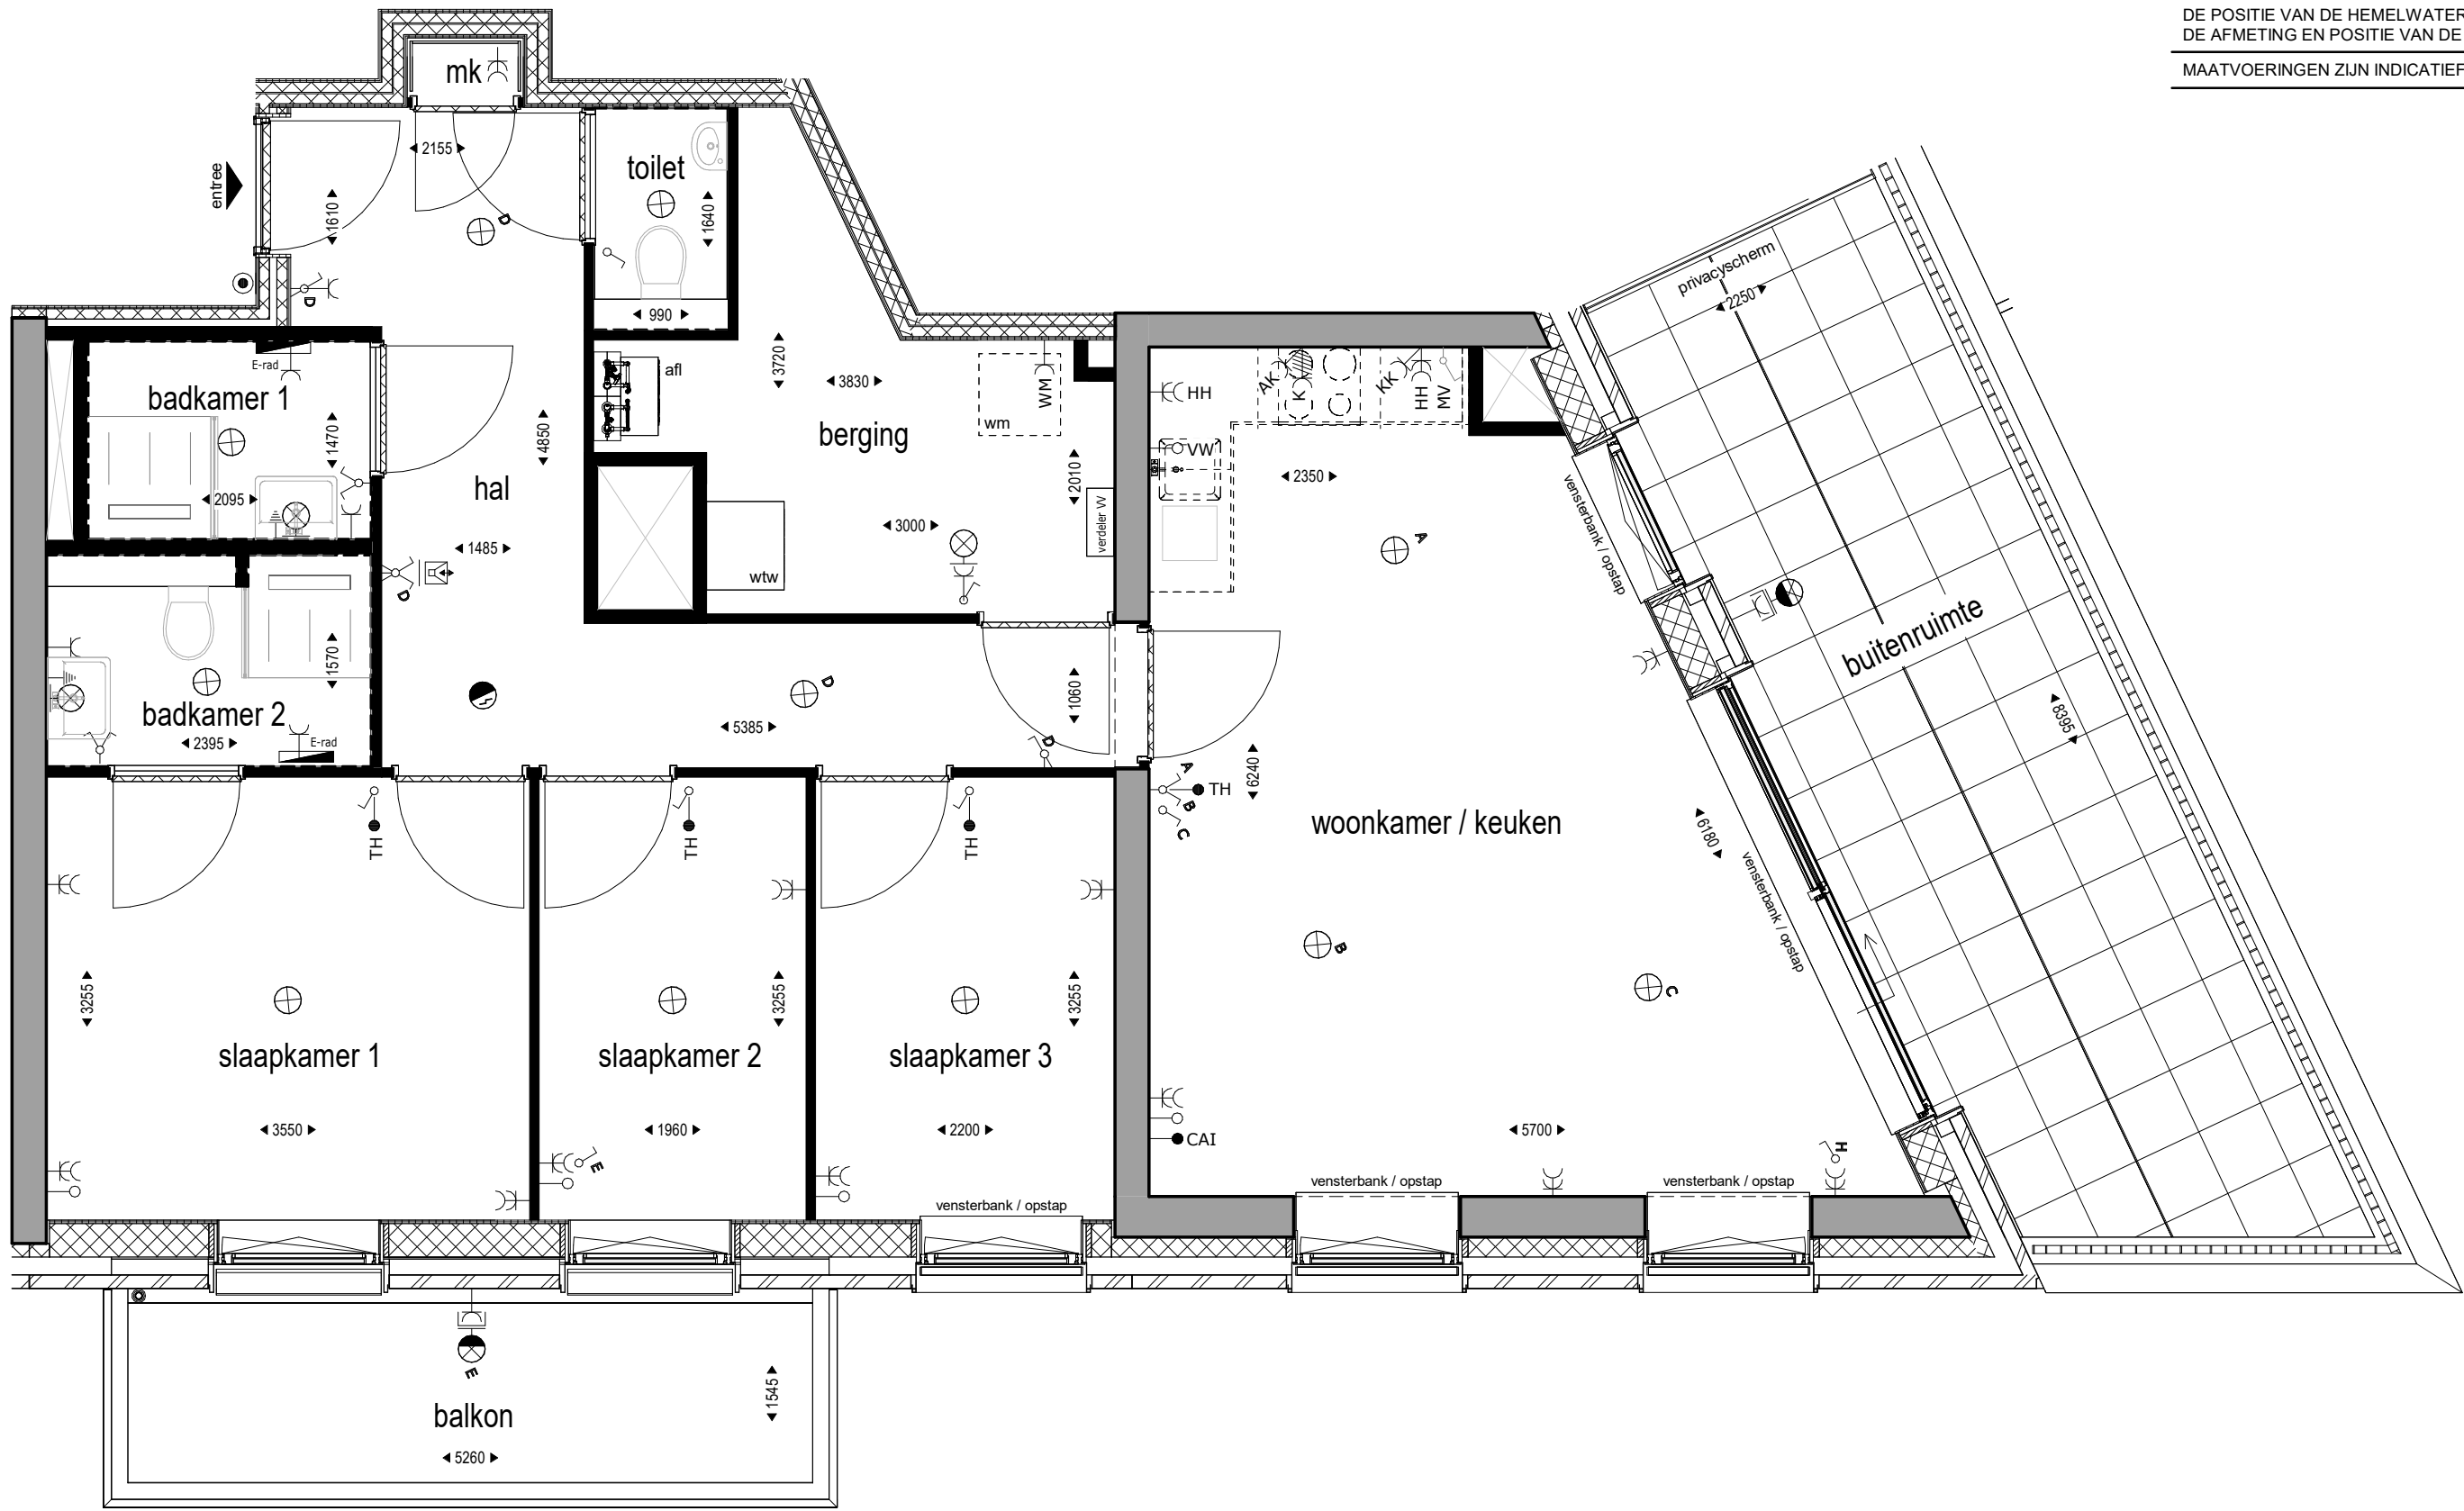 DE POSITIE VAN DE HEMELWATER
DE AFMETING EN POSITIE VAN DE
MAATVOERINGEN ZIJN INDICATIEF
mk
2155
entree
1610
D
toilet
1640
990
D
privacyscherm
2250
E-rad
badkamer 1
1470
2095
4850
hal
1485
D
afl
3720
3830
berging
WM
wm
2010
3000
verdeler VV
wtw
HH
AK
K
KK
HH
MV
VW
2350
A
vensterbank / opstap
buitenruimte
8395
1570
badkamer 2
2395
E-rad
D
5385
1060
D
6240
A
B
C
TH
woonkamer / keuken
6180
vensterbank / opstap
TH
TH
TH
3255
3255
3255
B
C
slaapkamer 1
slaapkamer 2
slaapkamer 3
3550
1960
2200
5700
CAI
H
E
vensterbank / opstap
vensterbank / opstap
vensterbank / opstap
E
1545
balkon
5260